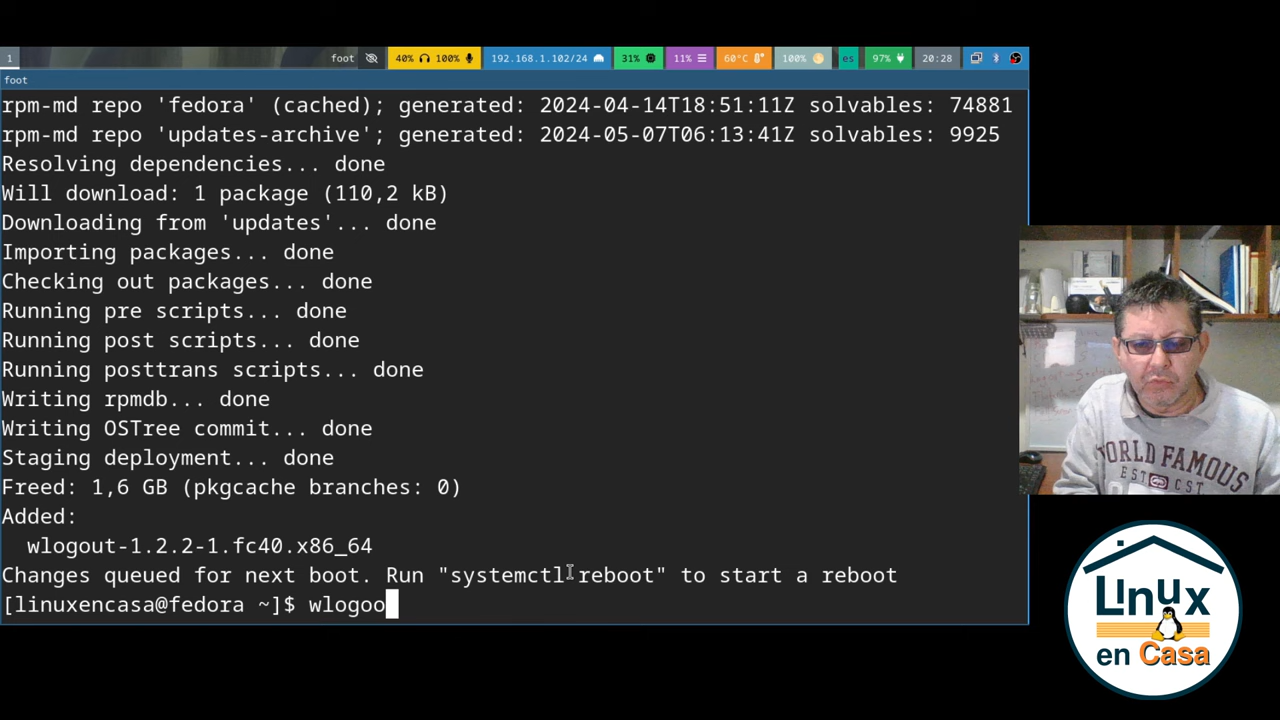 1 foot 40% 100% 192.168.1.102/24 31% 11% 60°C 100% es 97% 20:28
foot
rpm-md repo 'fedora' (cached); generated: 2024-04-14T18:51:11Z solvables: 74881
rpm-md repo 'updates-archive'; generated: 2024-05-07T06:13:41Z solvables: 9925
Resolving dependencies... done
Will download: 1 package (110,2 kB)
Downloading from 'updates'... done
Importing packages... done
Checking out packages... done
Running pre scripts... done
Running post scripts... done
Running posttrans scripts... done
Writing rpmdb... done
Writing OSTree commit... done
Staging deployment... done
Freed: 1,6 GB (pkgcache branches: 0)
Added:
wlogout-1.2.2-1.fc40.x86_64
Changes queued for next boot. Run "systemctl reboot" to start a reboot
[linuxencasa@fedora ~]$ wlogoo
WORLD FAMOUS
EST CST
Linux
en Casa